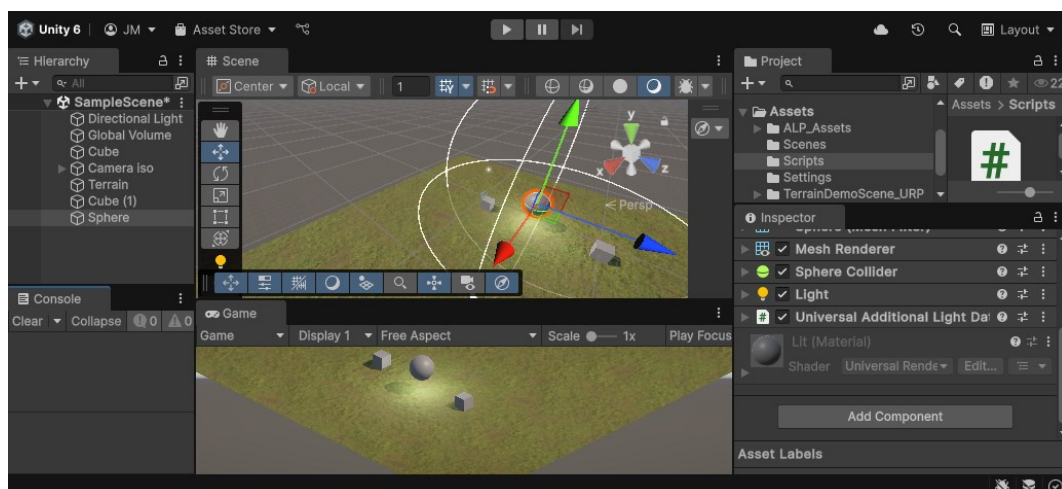 Unity 6
JM
Asset Store
Layout
Hierarchy
All
SampleScene*
Directional Light
Global Volume
Cube
Camera iso
Terrain
Cube (1)
Sphere
Console
Clear
Collapse
0
0
# Scene
Center
Local
1
y
x
z
< Persp
Game
Game
Display 1
Free Aspect
Scale
1x
Play Focus
Project
22
Assets
ALP_Assets
Scenes
Scripts
Settings
TerrainDemoScene_URP
Assets > Scripts
#
Inspector
Mesh Renderer
Sphere Collider
Light
# Universal Additional Light Dat
Lit (Material)
Shader
Universal Rende
Edit...
Add Component
Asset Labels